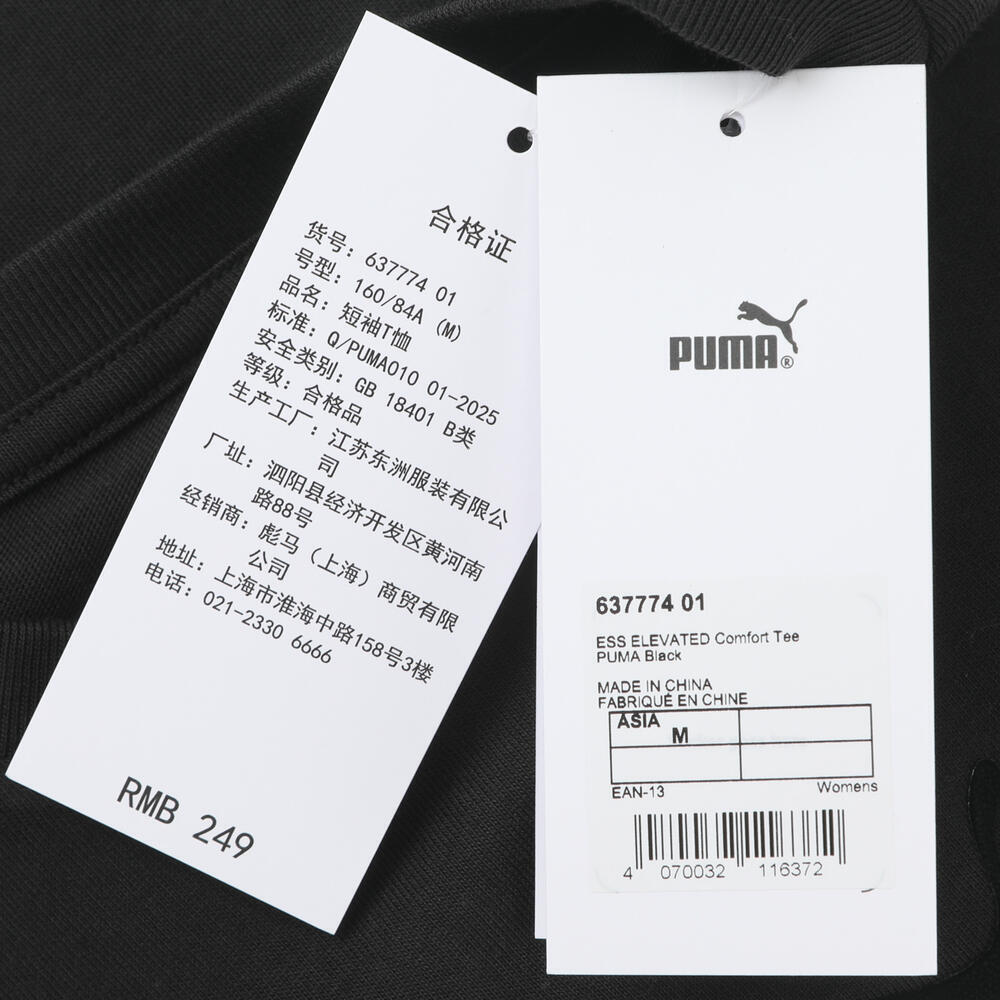 合格证
货号: 637774 01
号型: 160/84A (M)
品名: 短袖T恤
标准: Q/PUMA010 01-2025
安全类别: GB 18401 B类
等级: 合格品
生产工厂: 江苏东洲服装有限公
司
厂址: 泗阳县经济开发区黄河南
路88号
经销商: 彪马（上海）商贸有限
公司
地址: 上海市淮海中路158号3楼
电话: 021-2330 6666
RMB 249
PUMA®
637774 01
ESS ELEVATED Comfort Tee
PUMA Black
MADE IN CHINA
FABRIQUÉ EN CHINE
ASIA
M
EAN-13 Womens
4 070032 116372